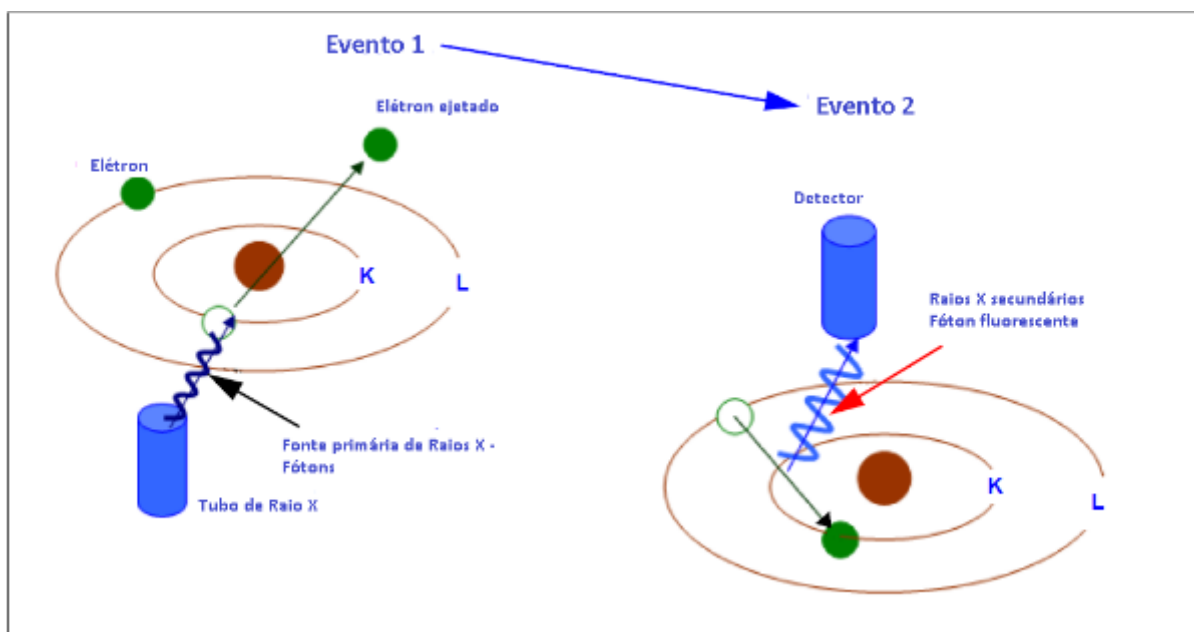 Evento 1
Evento 2
Elétron ejetado
Elétron
K
L
Fonte primária de Raios X -
Fótons
Tubo de Raio X
Detector
Raios X secundários
Fóton fluorescente
K
L